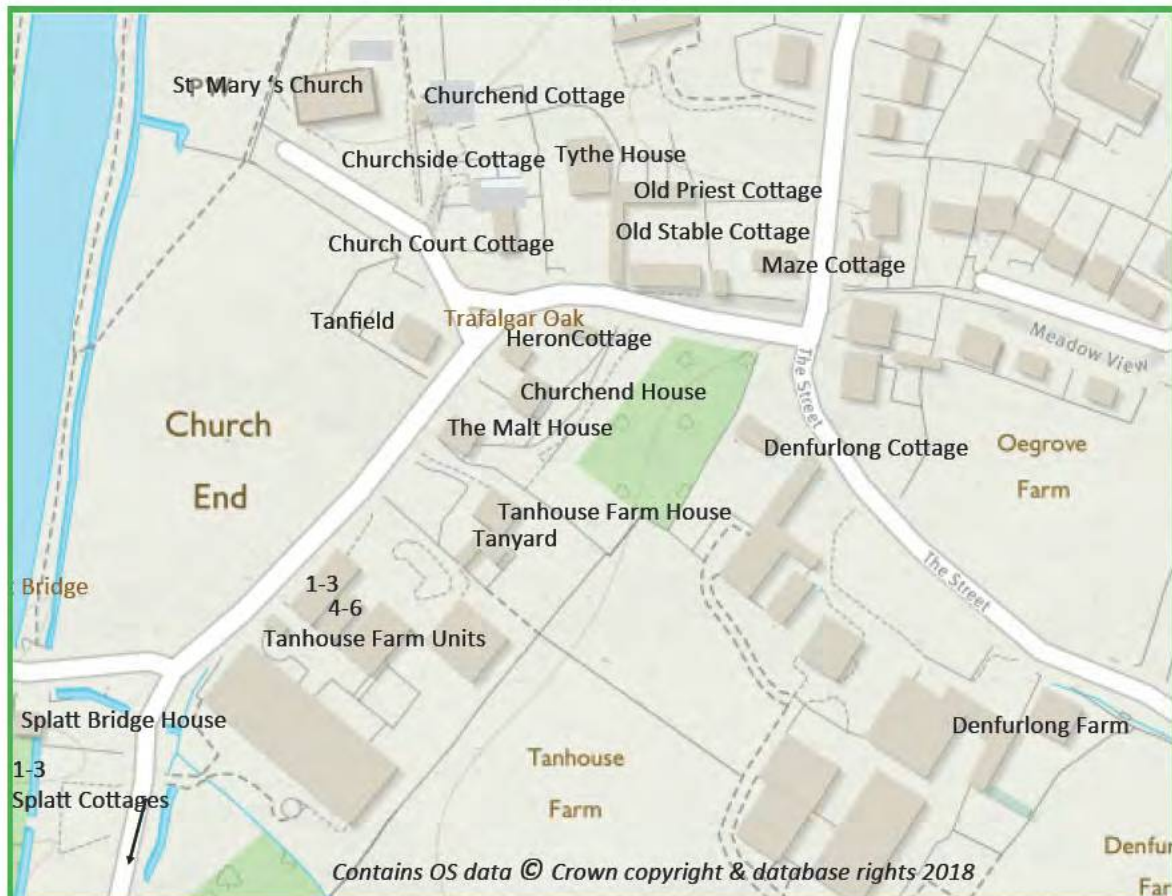 St. Mary 's Church
PW
Churchend Cottage
Churchside Cottage
Tythe House
Old Priest Cottage
Old Stable Cottage
Church Court Cottage
Maze Cottage
Tanfield
Trafalgar Oak
HeronCottage
Meadow View
The Street
Churchend House
The Malt House
Church
End
Denfurlong Cottage
Oegrove
Farm
Tanhouse Farm House
Tanyard
The Street
Bridge
1-3
4-6
Tanhouse Farm Units
Splatt Bridge House
Denfurlong Farm
1-3
Splatt Cottages
Tanhouse
Farm
Contains OS data © Crown copyright & database rights 2018